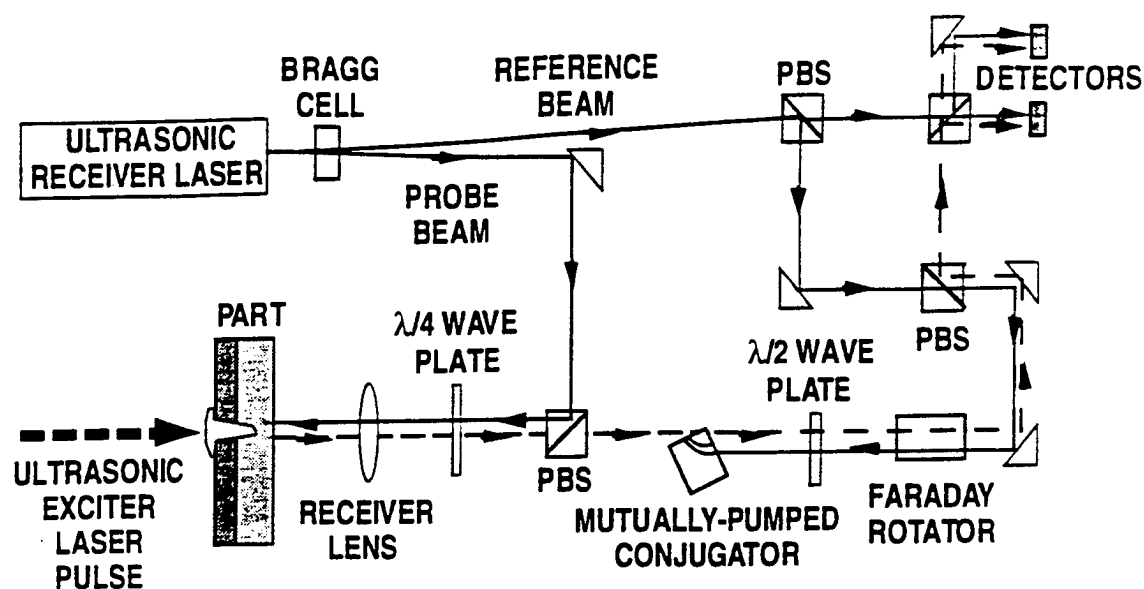 BRAGG
CELL
REFERENCE
BEAM
PBS
DETECTORS
ULTRASONIC
RECEIVER LASER
PROBE
BEAM
PART
λ/4 WAVE
PLATE
λ/2 WAVE
PLATE
PBS
ULTRASONIC
EXCITER
LASER
PULSE
RECEIVER
LENS
PBS
MUTUALLY-PUMPED
CONJUGATOR
FARADAY
ROTATOR